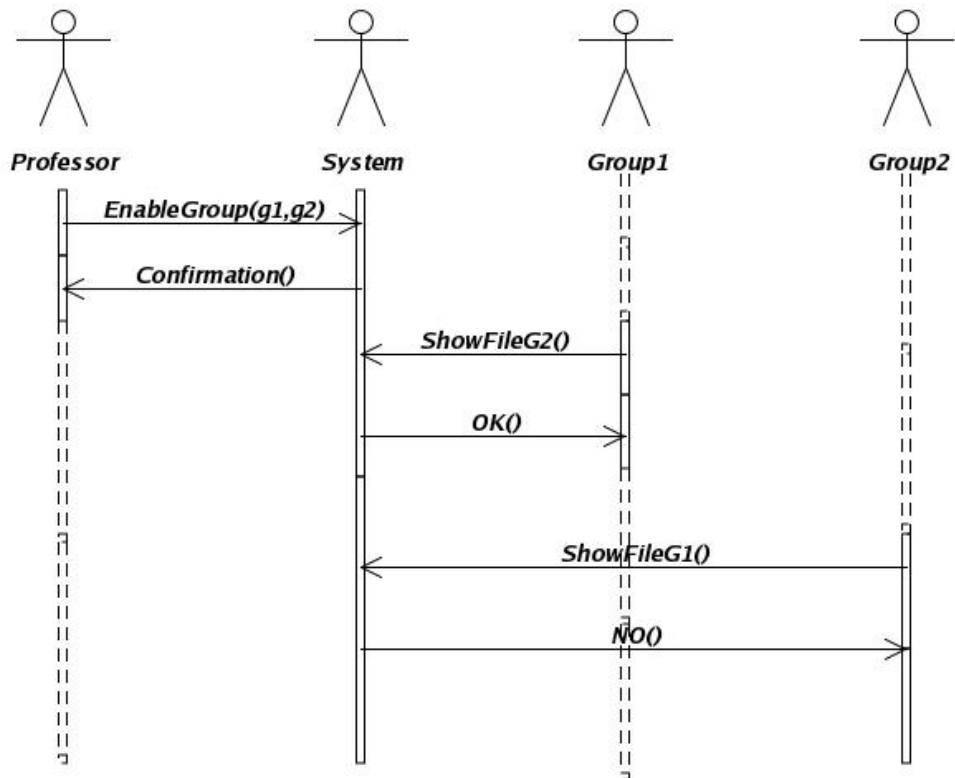 Professor
System
Group1
Group2
EnableGroup(g1,g2)
Confirmation()
ShowFileG2()
OK()
ShowFileG1()
NO()